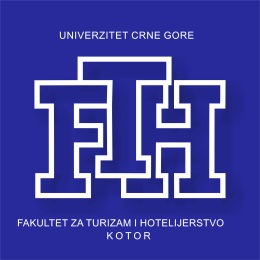 UNIVERZITET CRNE GORE
FTH
FAKULTET ZA TURIZAM I HOTELIJERSTVO
KOTOR